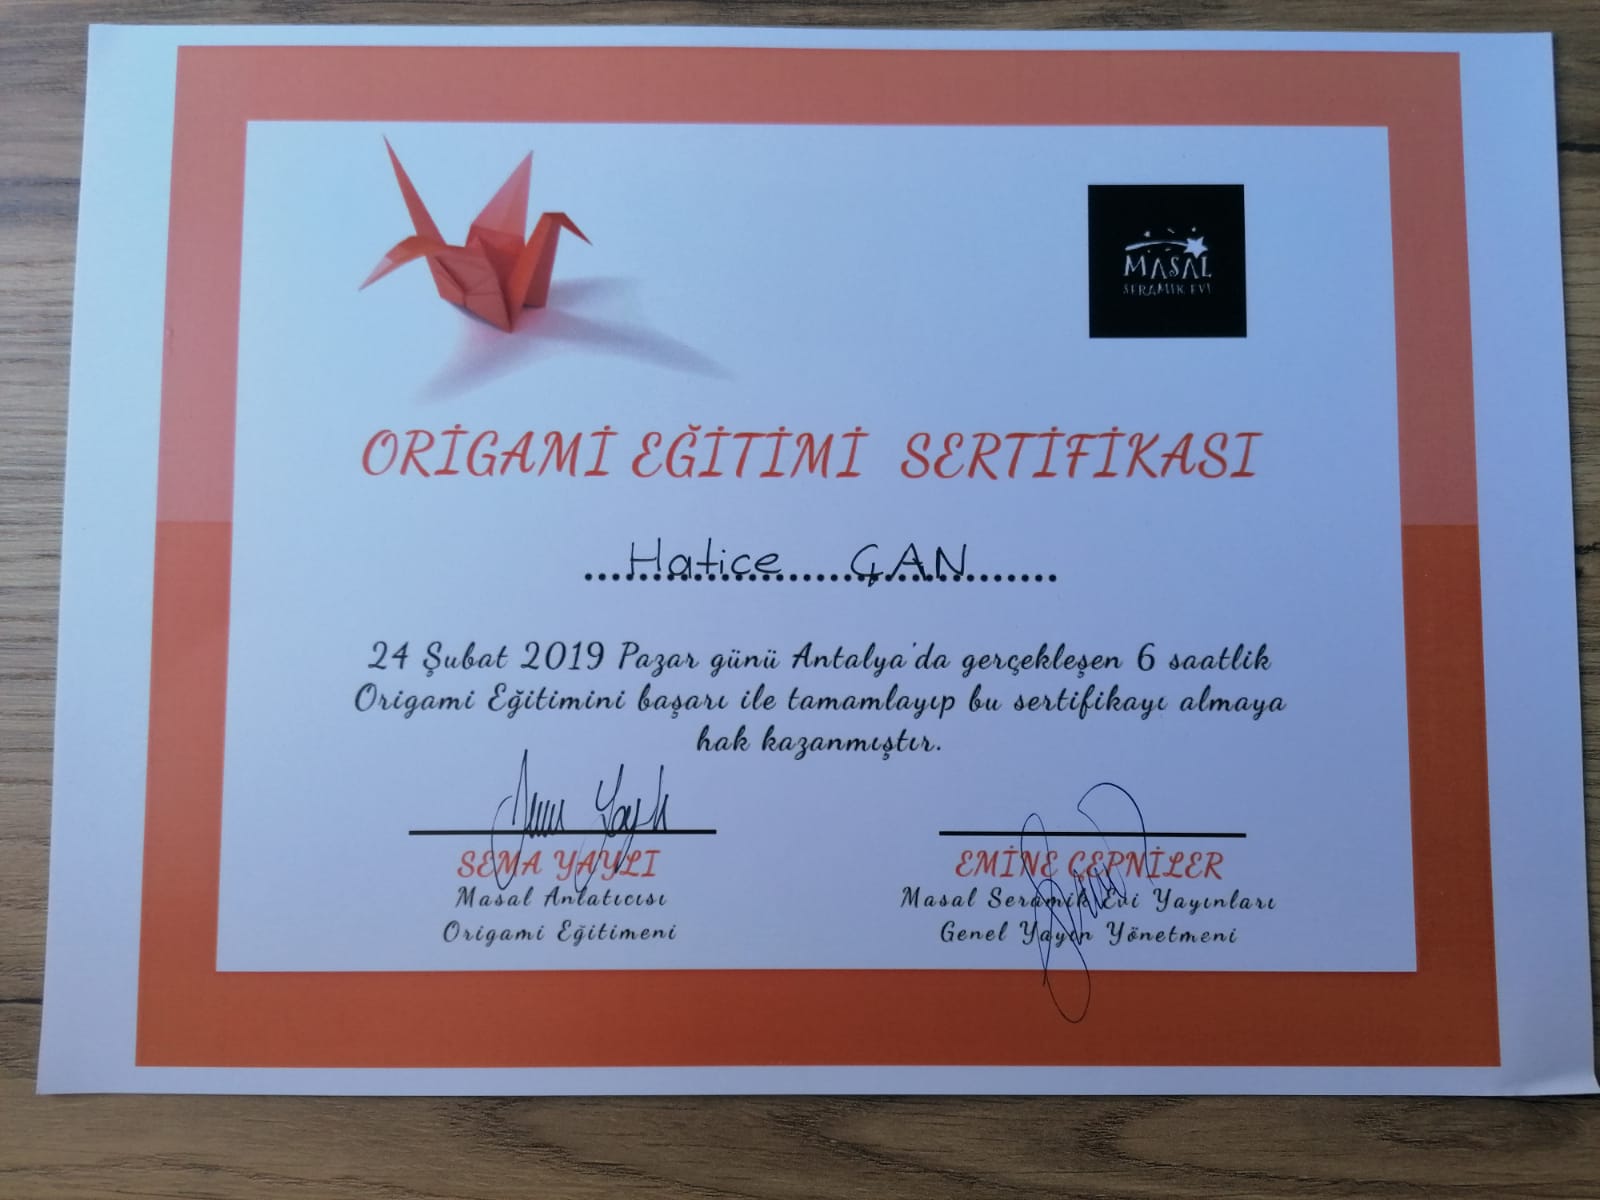 MASAL
SERAMİK EVİ
ORİGAMİ EĞİTİMİ SERTİFİKASI
Hatice ÇAN
24 Şubat 2019 Pazar günü Antalya'da gerçekleşen 6 saatlik
Origami Eğitimini başarı ile tamamlayıp bu sertifikayı almaya
hak kazanmıştır.
SEMA YAYLI
Masal Anlatıcısı
Origami Eğitimeni
EMİNE ÇEPNİLER
Masal Seramik Evi Yayınları
Genel Yayın Yönetmeni